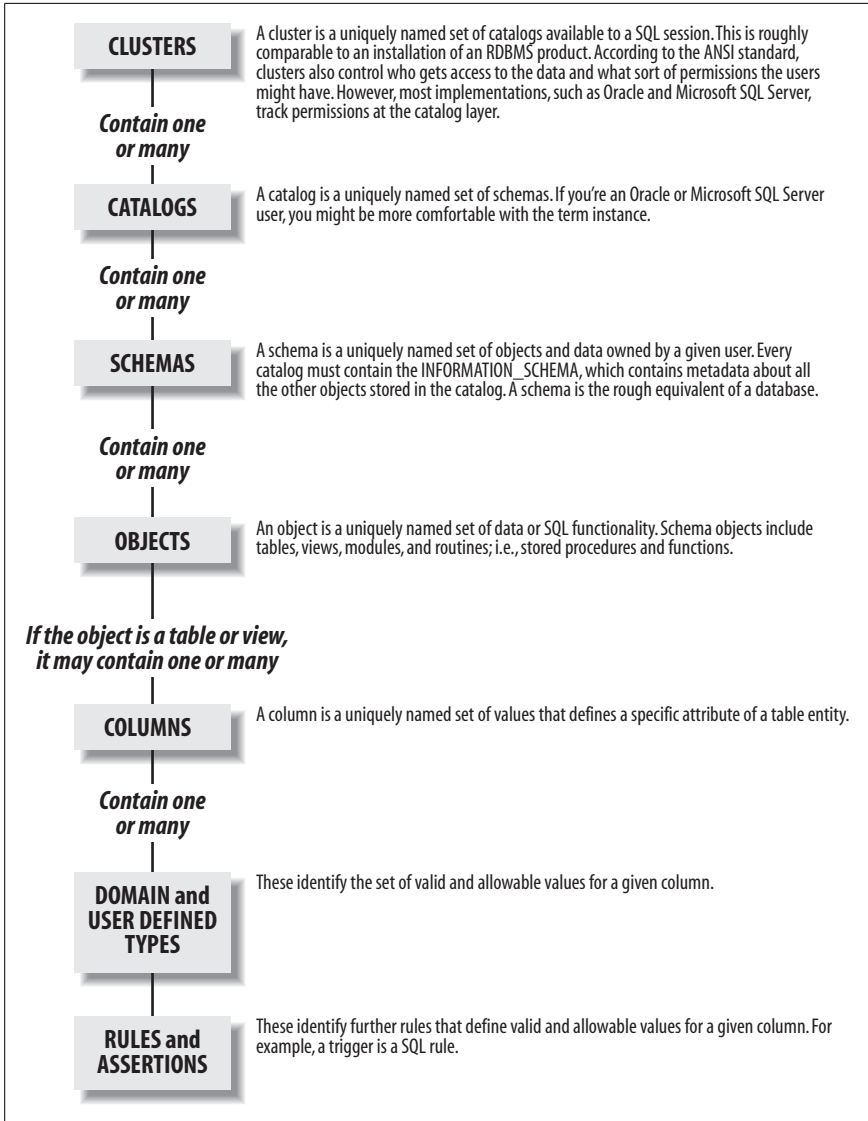 CLUSTERS
A cluster is a uniquely named set of catalogs available to a SQL session. This is roughly
comparable to an installation of an RDBMS product. According to the ANSI standard,
clusters also control who gets access to the data and what sort of permissions the users
might have. However, most implementations, such as Oracle and Microsoft SQL Server,
track permissions at the catalog layer.
Contain one
or many
CATALOGS
A catalog is a uniquely named set of schemas. If you're an Oracle or Microsoft SQL Server
user, you might be more comfortable with the term instance.
Contain one
or many
SCHEMAS
A schema is a uniquely named set of objects and data owned by a given user. Every
catalog must contain the INFORMATION_SCHEMA, which contains metadata about all
the other objects stored in the catalog. A schema is the rough equivalent of a database.
Contain one
or many
OBJECTS
An object is a uniquely named set of data or SQL functionality. Schema objects include
tables, views, modules, and routines; i.e., stored procedures and functions.
If the object is a table or view,
it may contain one or many
COLUMNS
A column is a uniquely named set of values that defines a specific attribute of a table entity.
Contain one
or many
DOMAIN and
USER DEFINED
TYPES
These identify the set of valid and allowable values for a given column.
RULES and
ASSERTIONS
These identify further rules that define valid and allowable values for a given column. For
example, a trigger is a SQL rule.